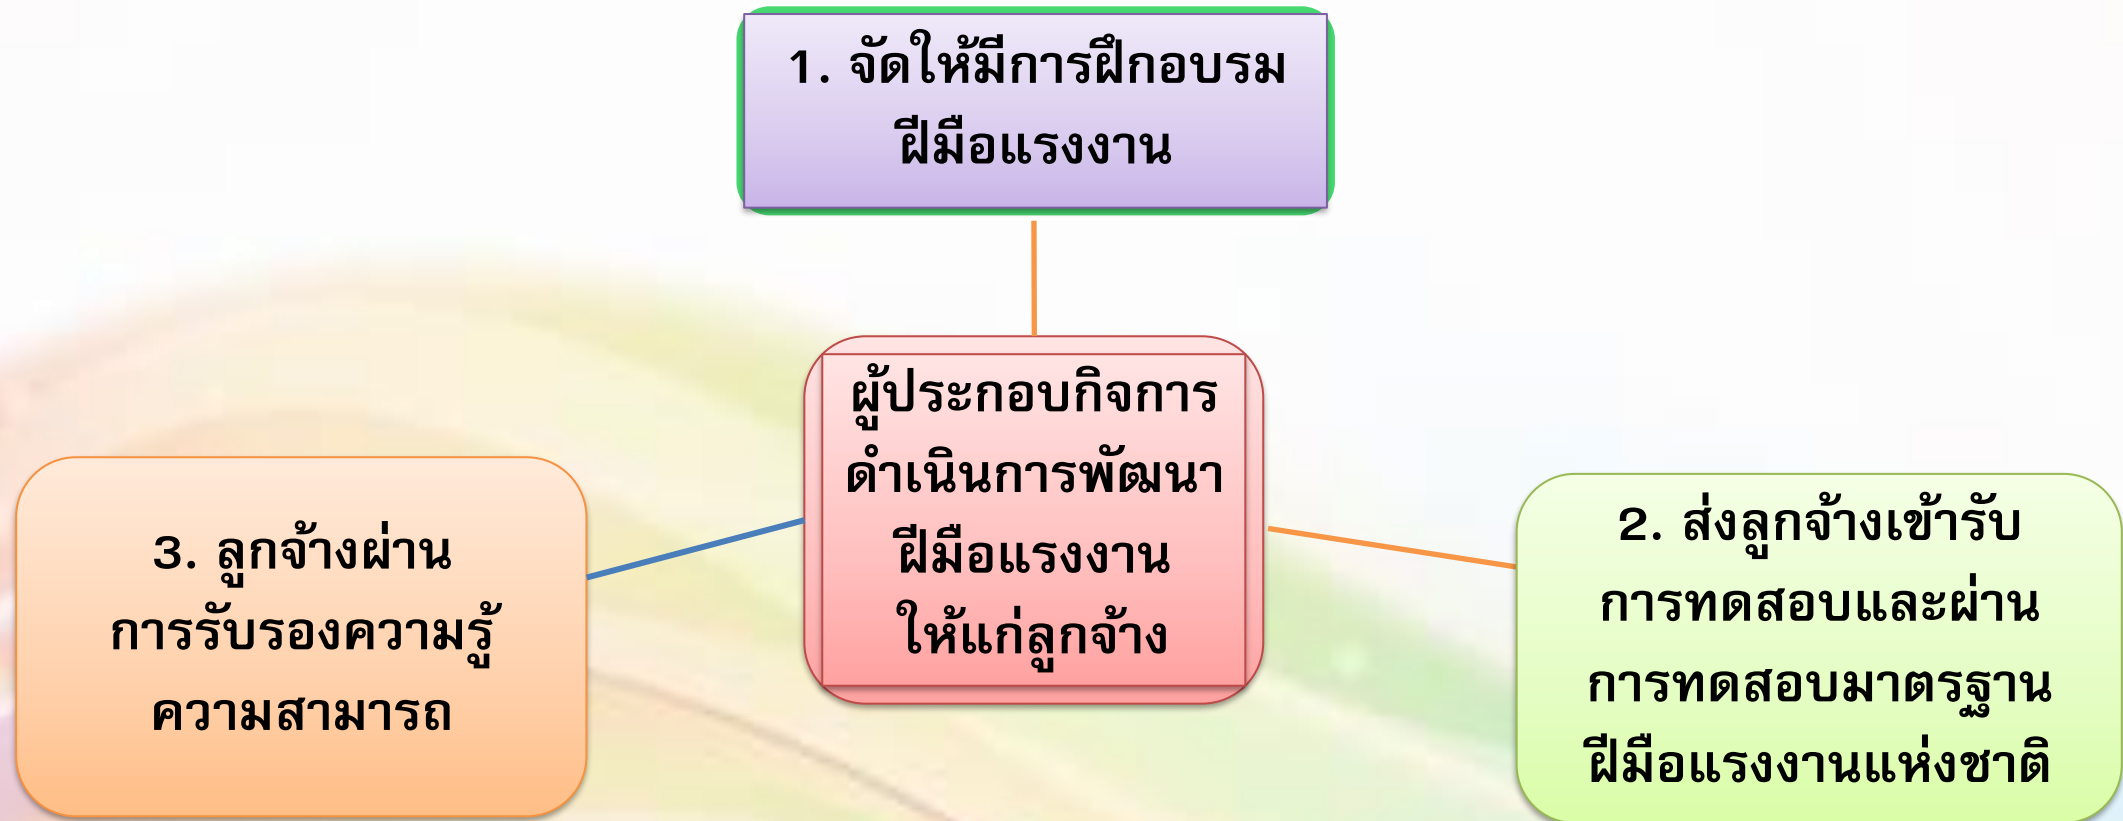 1. จัดให้มีการฝึกอบรม
ฝีมือแรงงาน
ผู้ประกอบกิจการ
ดำเนินการพัฒนา
ฝีมือแรงงาน
ให้แก่ลูกจ้าง
2. ส่งลูกจ้างเข้ารับ
การทดสอบและผ่าน
การทดสอบมาตรฐาน
ฝีมือแรงงานแห่งชาติ
3. ลูกจ้างผ่าน
การรับรองความรู้
ความสามารถ